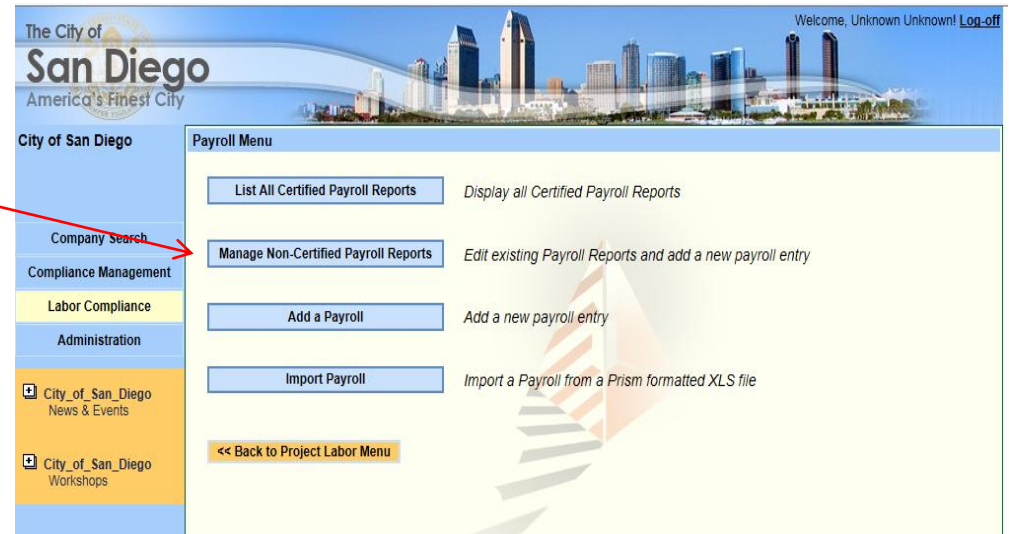 The City of
San Diego
America's Finest City
Welcome, Unknown Unknown! Log-off
City of San Diego
Payroll Menu
List All Certified Payroll Reports
Display all Certified Payroll Reports
Company Search
Manage Non-Certified Payroll Reports
Edit existing Payroll Reports and add a new payroll entry
Compliance Management
Labor Compliance
Add a Payroll
Add a new payroll entry
Administration
Import Payroll
Import a Payroll from a Prism formatted XLS file
City_of_San_Diego
News & Events
<< Back to Project Labor Menu
City_of_San_Diego
Workshops